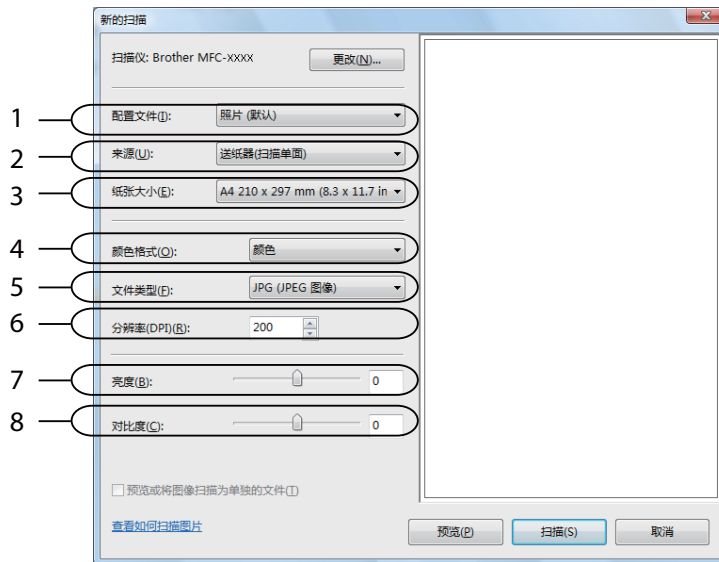 新的扫描
扫描仪: Brother MFC-XXXX
更改(N)...
1 配置文件(I): 照片 (默认)
2 来源(U): 送纸器(扫描单面)
3 纸张大小(E): A4 210 x 297 mm (8.3 x 11.7 in
4 颜色格式(O): 颜色
5 文件类型(F): JPG (JPEG 图像)
6 分辨率(DPI)(R): 200
7 亮度(B): 0
8 对比度(C): 0
预览或将图像扫描为单独的文件(T)
查看如何扫描图片
预览(P) 扫描(S) 取消